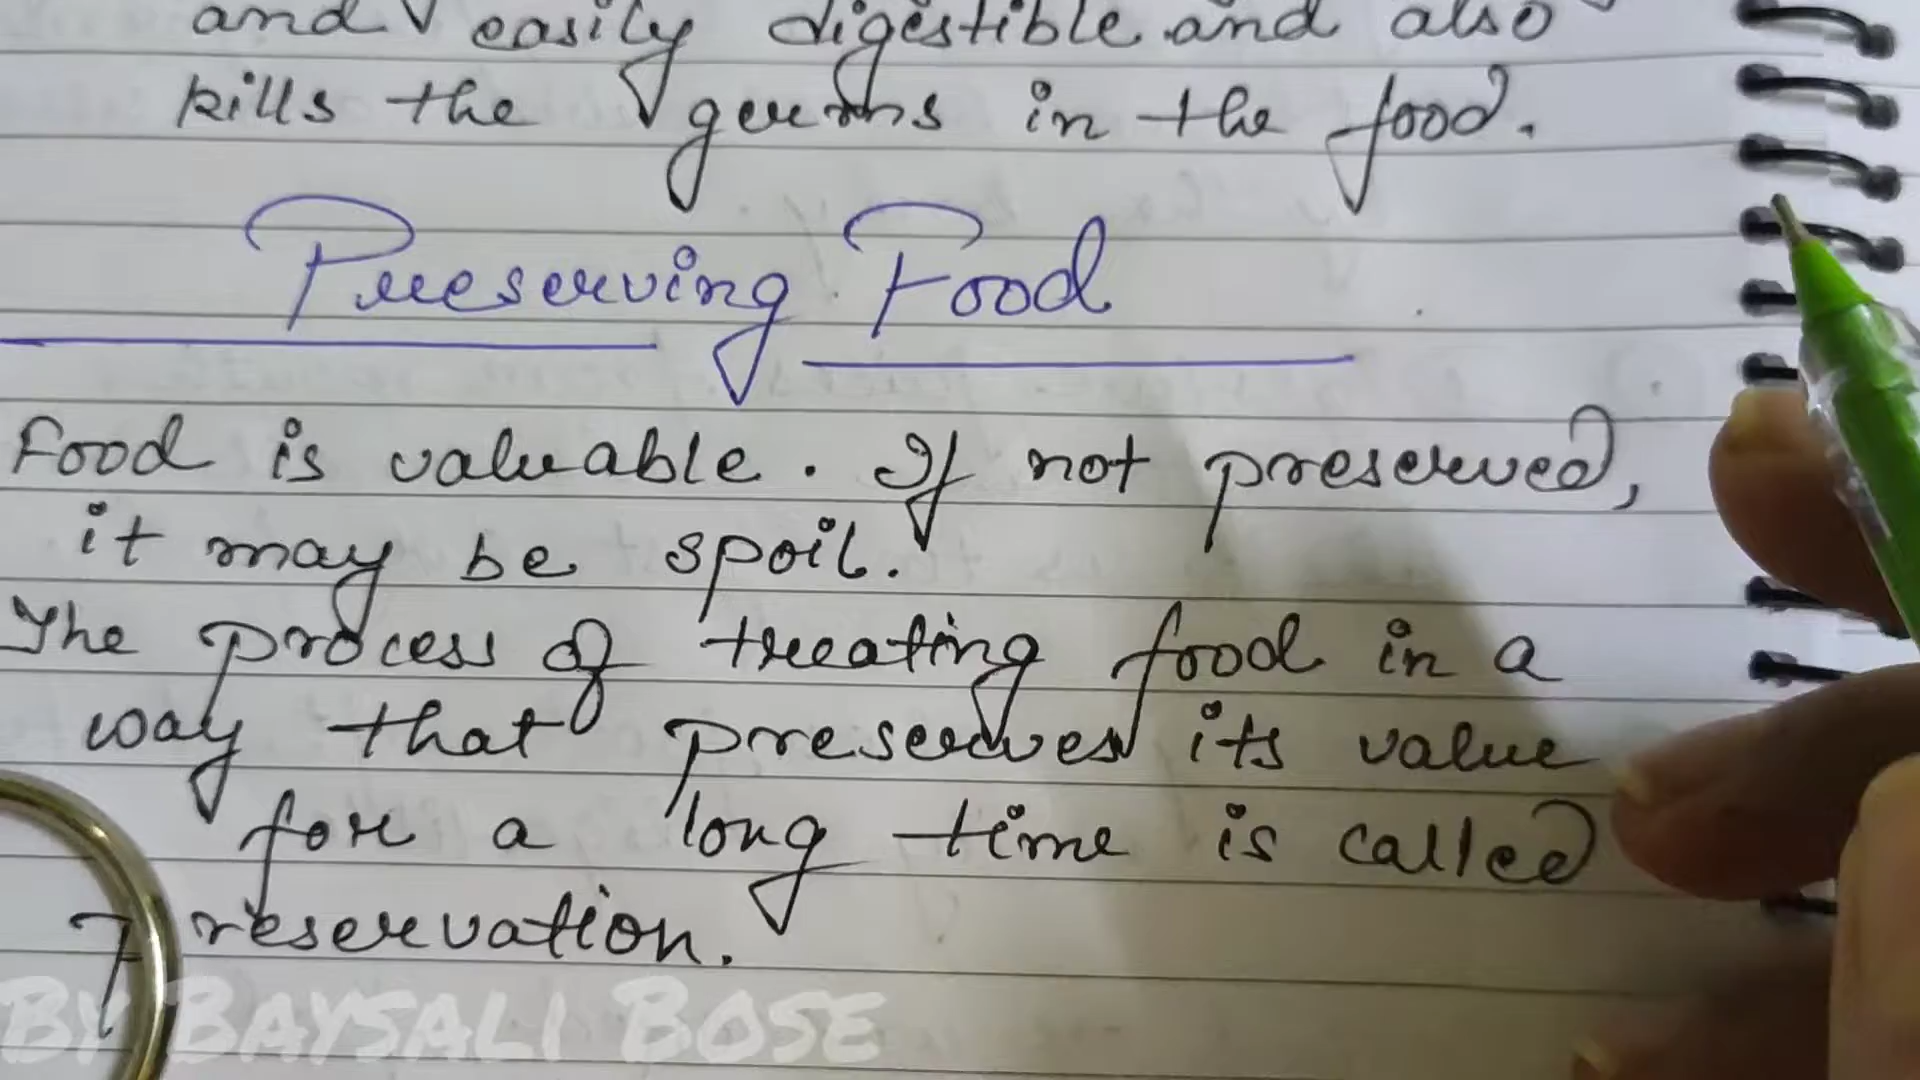 and easily digestible and also
kills the germs in the food.
Preserving Food
Food is valuable. If not preserved,
it may be spoil.
The process of treating food in a
way that preserves its value
for a long time is called
Preservation.
By Baysali Bose